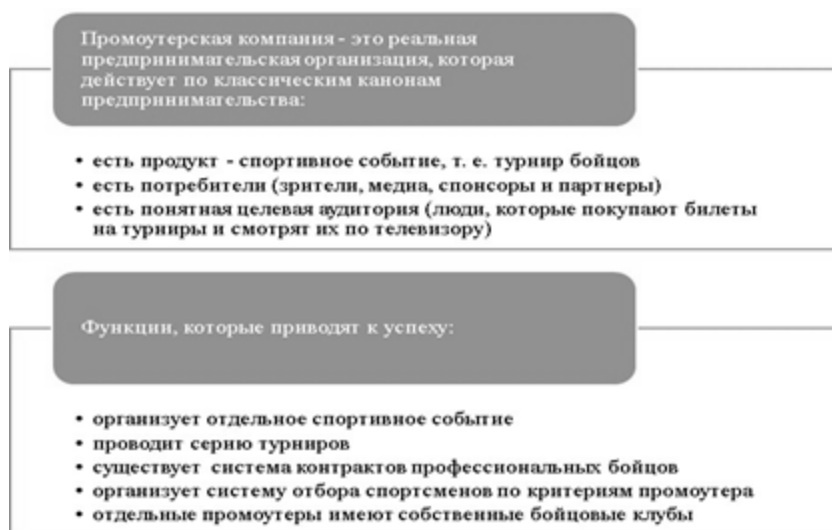 Промоутерская компания - это реальная
предпринимательская организация, которая
действует по классическим канонам
предпринимательства:
• есть продукт - спортивное событие, т. е. турнир бойцов
• есть потребители (зрители, медиа, спонсоры и партнеры)
• есть понятная целевая аудитория (люди, которые покупают билеты
на турниры и смотрят их по телевизору)
Функции, которые приводят к успеху:
• организует отдельное спортивное событие
• проводит серию турниров
• существует система контрактов профессиональных бойцов
• организует систему отбора спортсменов по критериям промоутера
• отдельные промоутеры имеют собственные бойцовые клубы